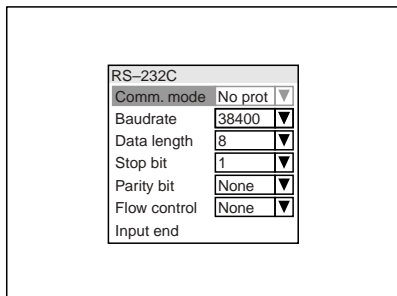 RS–232C
Comm. mode No prot
Baudrate 38400
Data length 8
Stop bit 1
Parity bit None
Flow control None
Input end